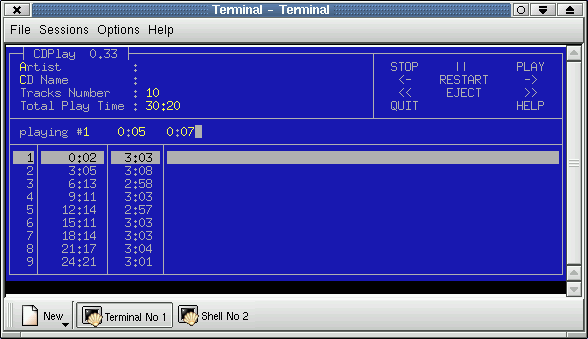 Terminal - Terminal
File Sessions Options Help
CDPlay 0.33
Artist :
CD Name :
Tracks Number : 10
Total Play Time : 30:20
STOP || PLAY
<- RESTART ->
<< EJECT >>
QUIT HELP
playing #1 0:05 0:07
1 0:02 3:03
2 3:05 3:08
3 6:13 2:58
4 9:11 3:03
5 12:14 2:57
6 15:11 3:03
7 18:14 3:03
8 21:17 3:04
9 24:21 3:01
New Terminal No 1 Shell No 2